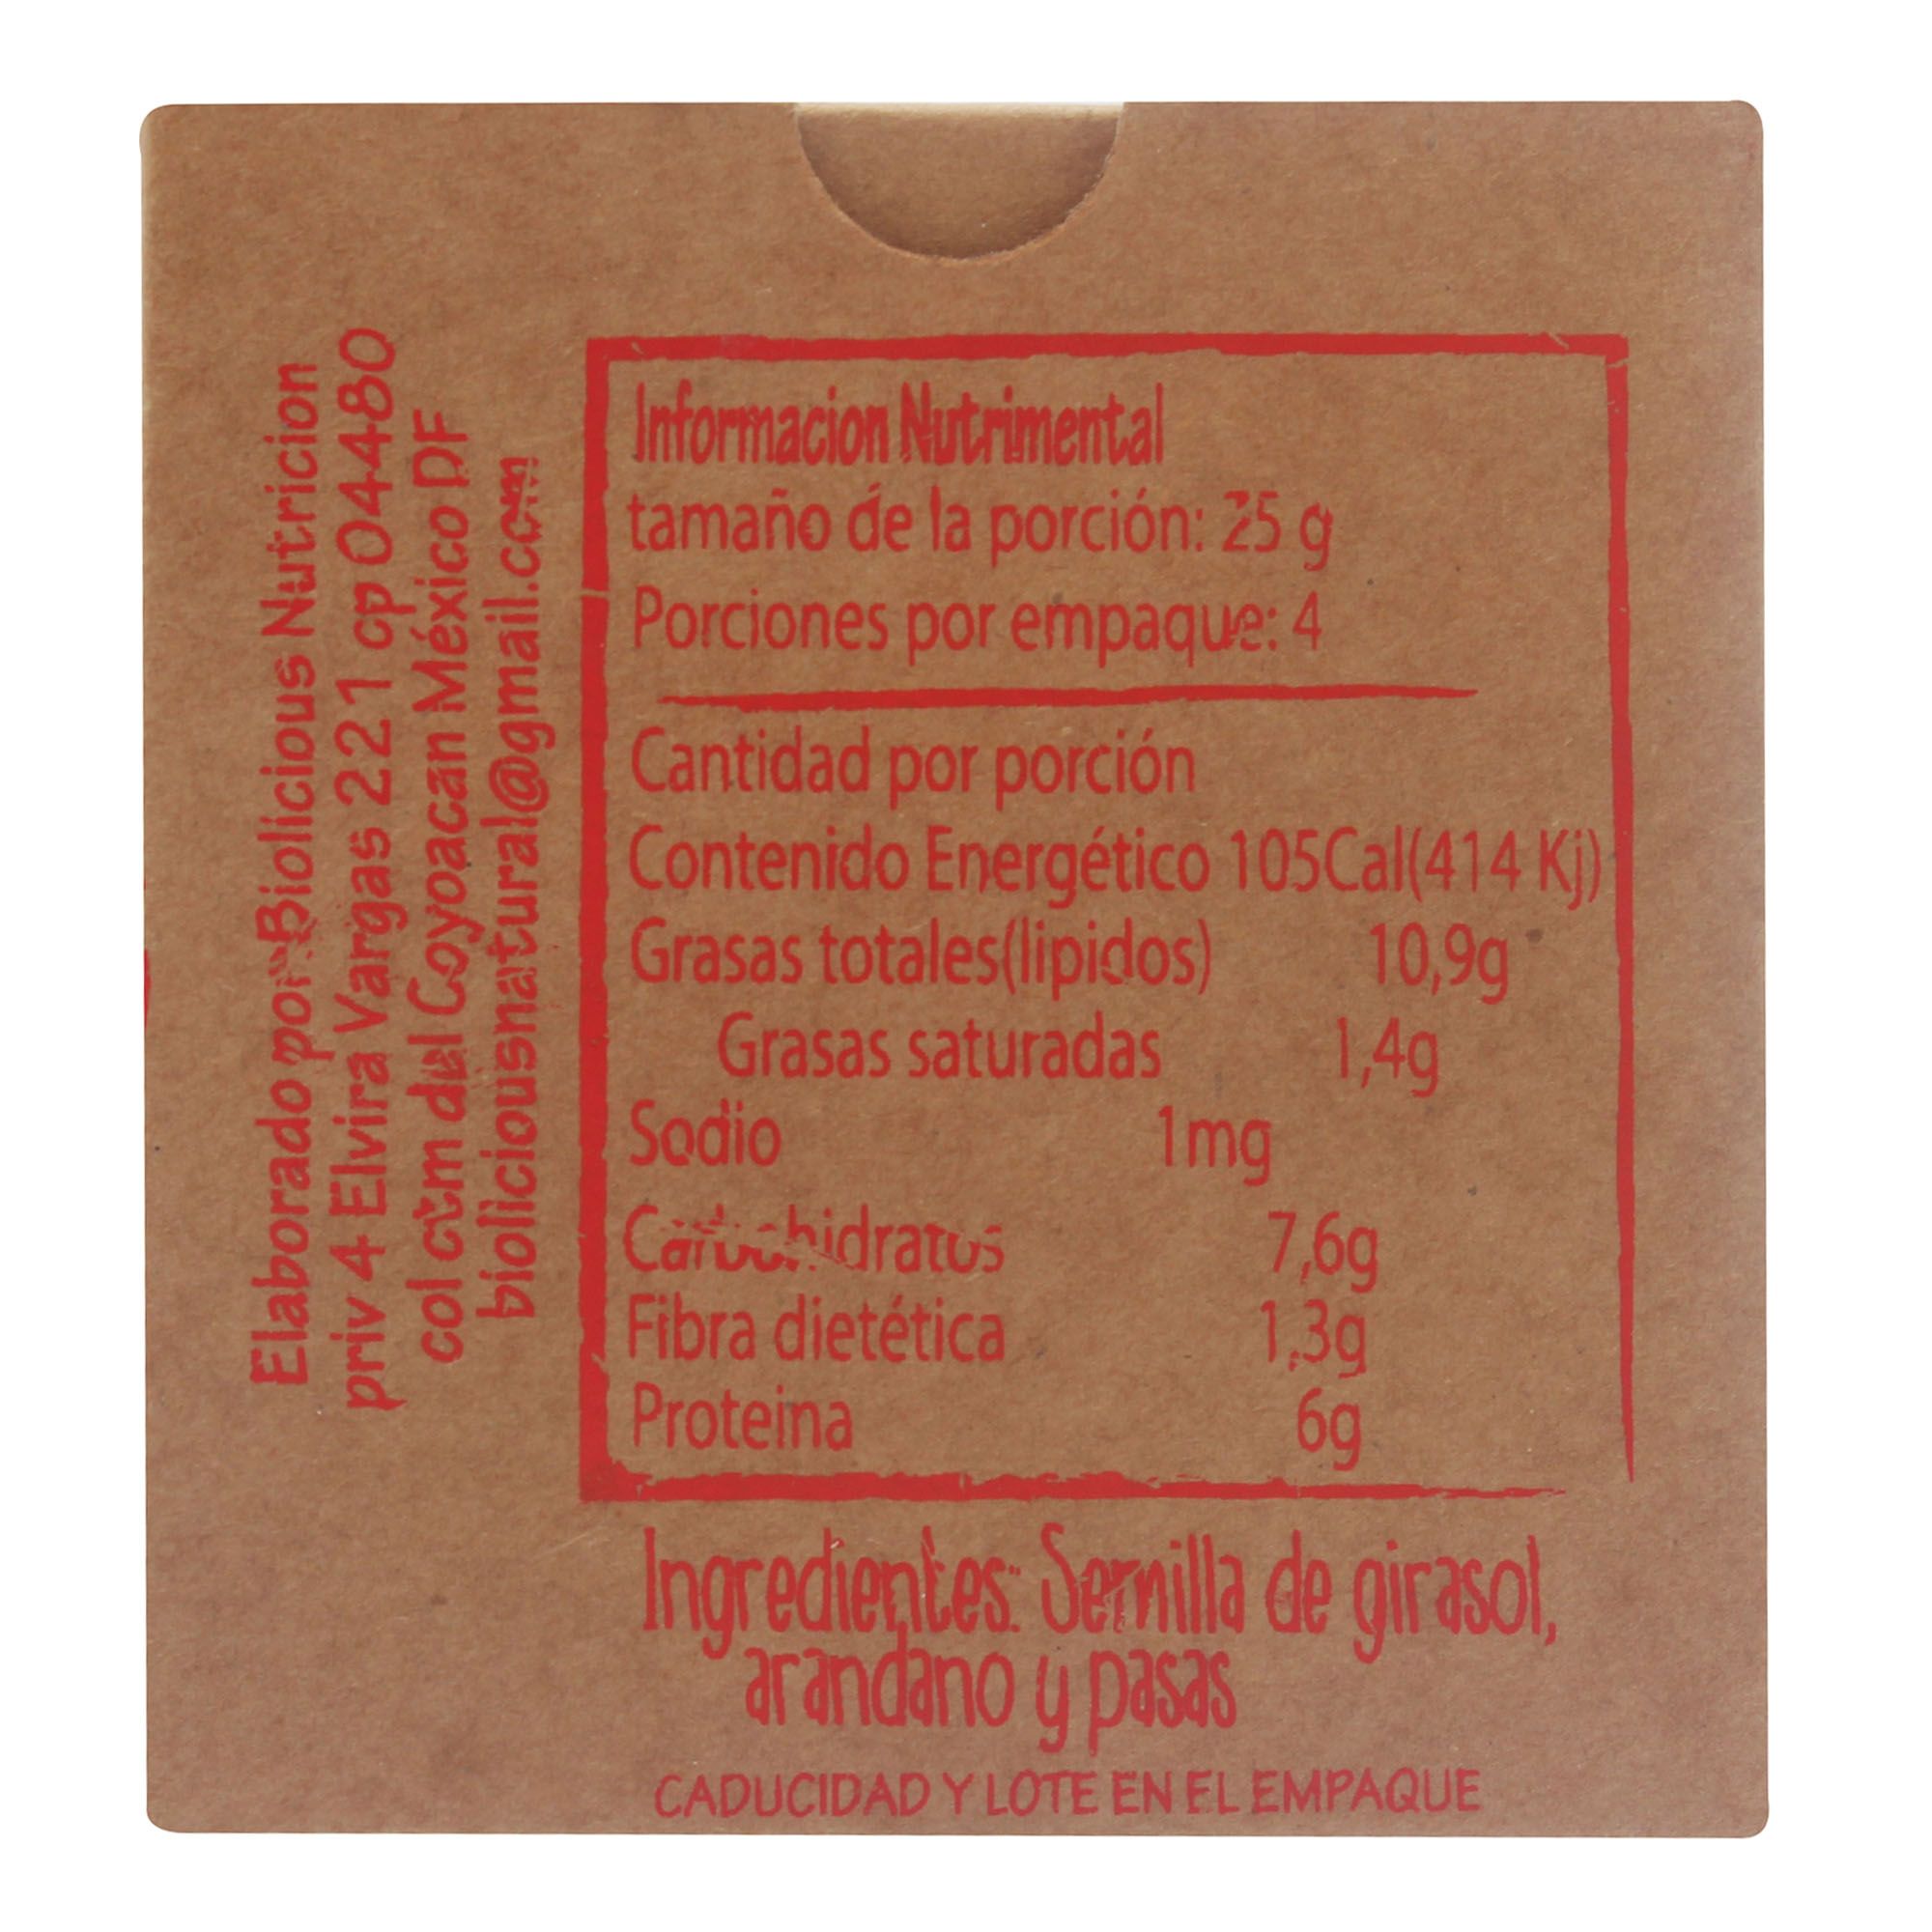 Elaborado por Biolicious Nutricion
priv 4 Elvira Vargas 221 cp 04480
col ctm del Coyoacan México DF
bioliciousnatural@gmail.com
Informacion Nutrimental
tamaño de la porción: 25 g
Porciones por empaque: 4
Cantidad por porción
Contenido Energético 105Cal(414 Kj)
Grasas totales(lipidos) 10,9g
Grasas saturadas 1,4g
Sodio 1mg
Carbohidratos 7,6g
Fibra dietética 1,3g
Proteina 6g
Ingredientes: Semilla de girasol,
arandano y pasas
CADUCIDAD Y LOTE EN EL EMPAQUE